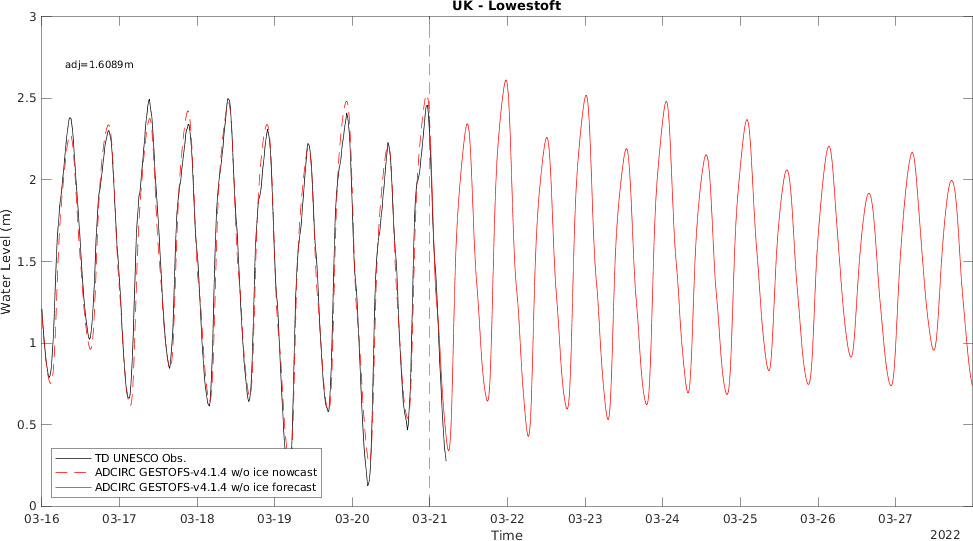 UK - Lowestoft
3
adj=1.6089m
2.5
2
1.5
1
0.5
0
Water Level (m)
TD UNESCO Obs.
ADCIRC GESTOFS-v4.1.4 w/o ice nowcast
ADCIRC GESTOFS-v4.1.4 w/o ice forecast
03-16 03-17 03-18 03-19 03-20 03-21 03-22 03-23 03-24 03-25 03-26 03-27
Time
2022